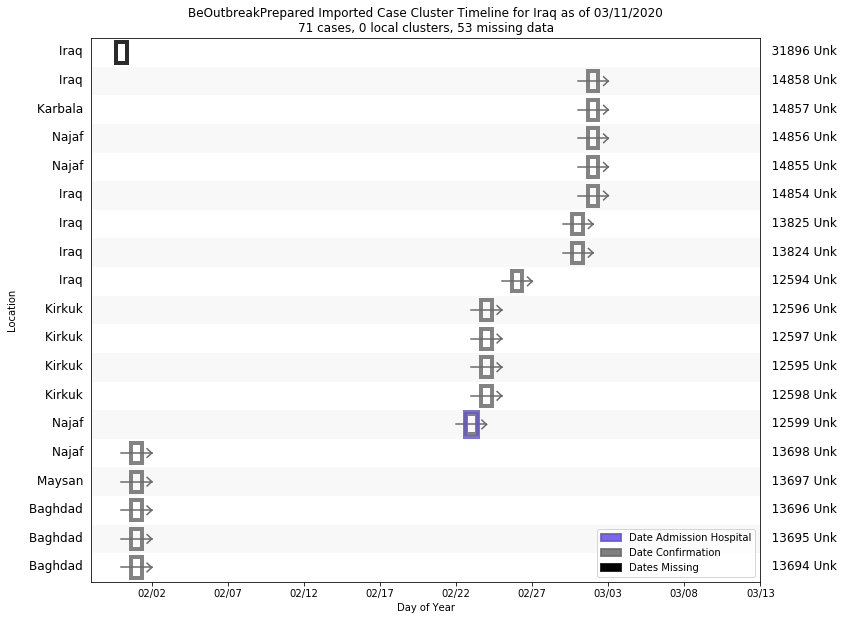 BeOutbreakPrepared Imported Case Cluster Timeline for Iraq as of 03/11/2020
71 cases, 0 local clusters, 53 missing data
Iraq 31896 Unk
Iraq 14858 Unk
Karbala 14857 Unk
Najaf 14856 Unk
Najaf 14855 Unk
Iraq 14854 Unk
Iraq 13825 Unk
Iraq 13824 Unk
Iraq 12594 Unk
Kirkuk 12596 Unk
Kirkuk 12597 Unk
Kirkuk 12595 Unk
Kirkuk 12598 Unk
Najaf 12599 Unk
Najaf 13698 Unk
Maysan 13697 Unk
Baghdad 13696 Unk
Baghdad 13695 Unk
Baghdad 13694 Unk
Location
Date Admission Hospital
Date Confirmation
Dates Missing
02/02 02/07 02/12 02/17 02/22 02/27 03/03 03/08 03/13
Day of Year